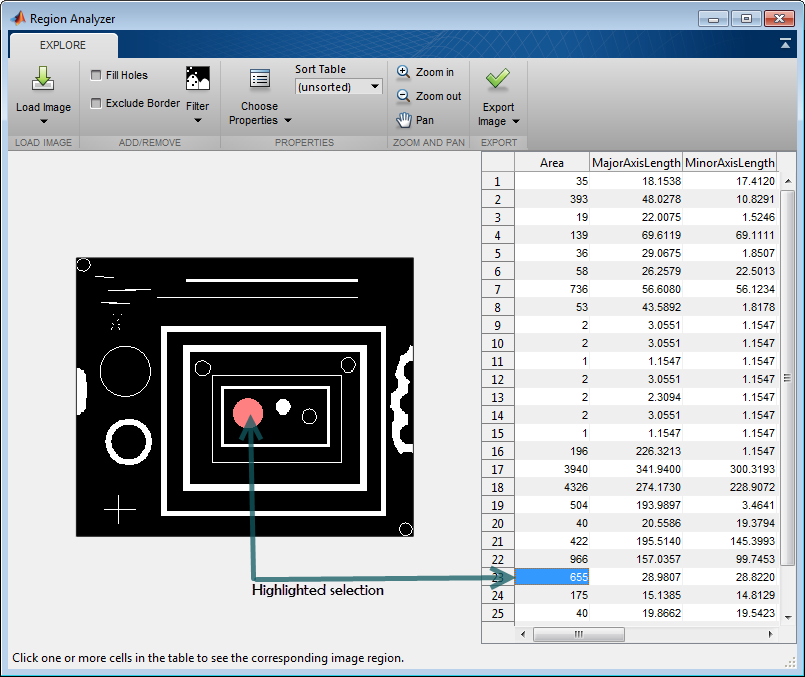 Region Analyzer
EXPLORE
Load Image
Fill Holes
Exclude Border
Filter
Choose
Properties
Sort Table
(unsorted)
Zoom in
Zoom out
Pan
Export
Image
LOAD IMAGE ADD/REMOVE PROPERTIES ZOOM AND PAN EXPORT
Area MajorAxisLength MinorAxisLength
1 35 18.1538 17.4120
2 393 48.0278 10.8291
3 19 22.0075 1.5246
4 139 69.6119 69.1111
5 36 29.0675 1.8507
6 58 26.2579 22.5013
7 736 56.6080 56.1234
8 53 43.5892 1.8178
9 2 3.0551 1.1547
10 2 3.0551 1.1547
11 1 1.1547 1.1547
12 2 3.0551 1.1547
13 2 2.3094 1.1547
14 2 3.0551 1.1547
15 1 1.1547 1.1547
16 196 226.3213 1.1547
17 3940 341.9400 300.3193
18 4326 274.1730 228.9072
19 504 193.9897 3.4641
20 40 20.5586 19.3794
21 422 195.5140 145.3993
22 966 157.0357 99.7453
23 655 28.9807 28.8220
24 175 15.1385 14.8129
25 40 19.8662 19.5423
Highlighted selection
Click one or more cells in the table to see the corresponding image region.